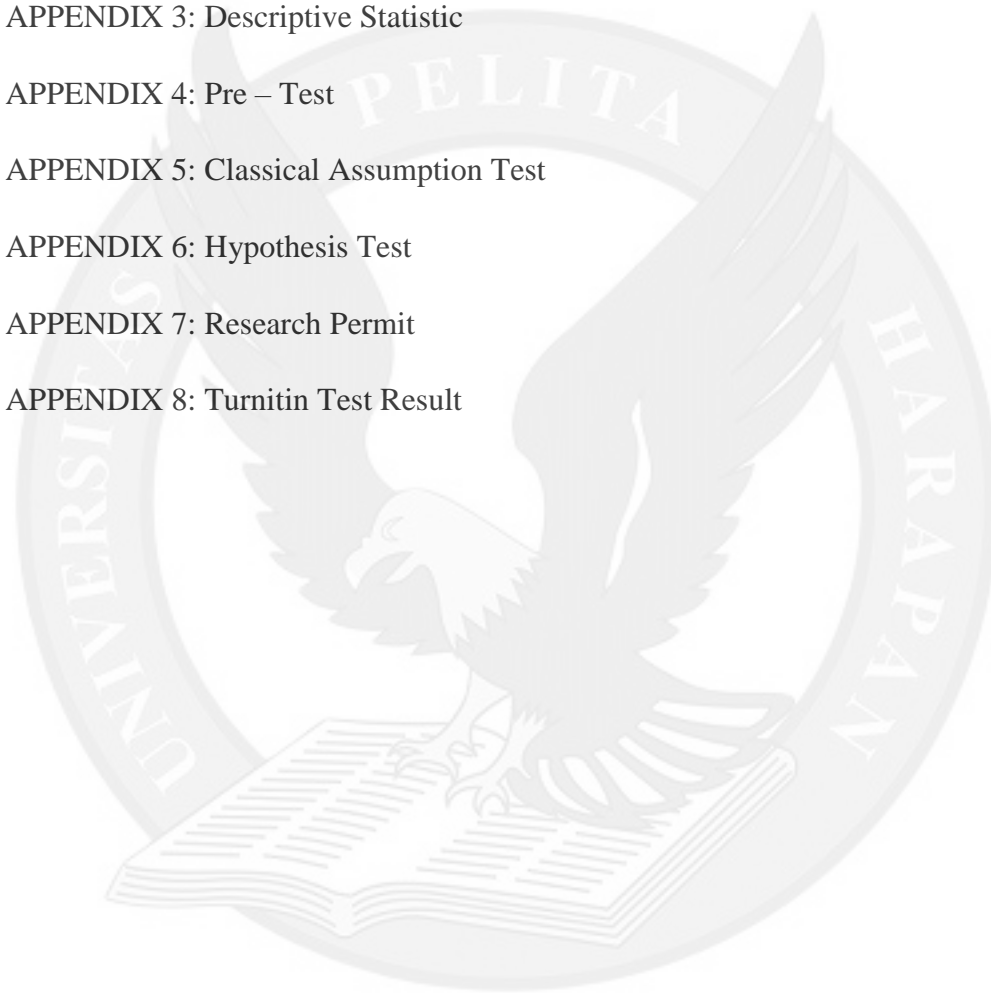 APPENDIX 3: Descriptive Statistic
APPENDIX 4: Pre – Test
APPENDIX 5: Classical Assumption Test
APPENDIX 6: Hypothesis Test
APPENDIX 7: Research Permit
APPENDIX 8: Turnitin Test Result
UNIVERSITAS PELITA HARAPAN